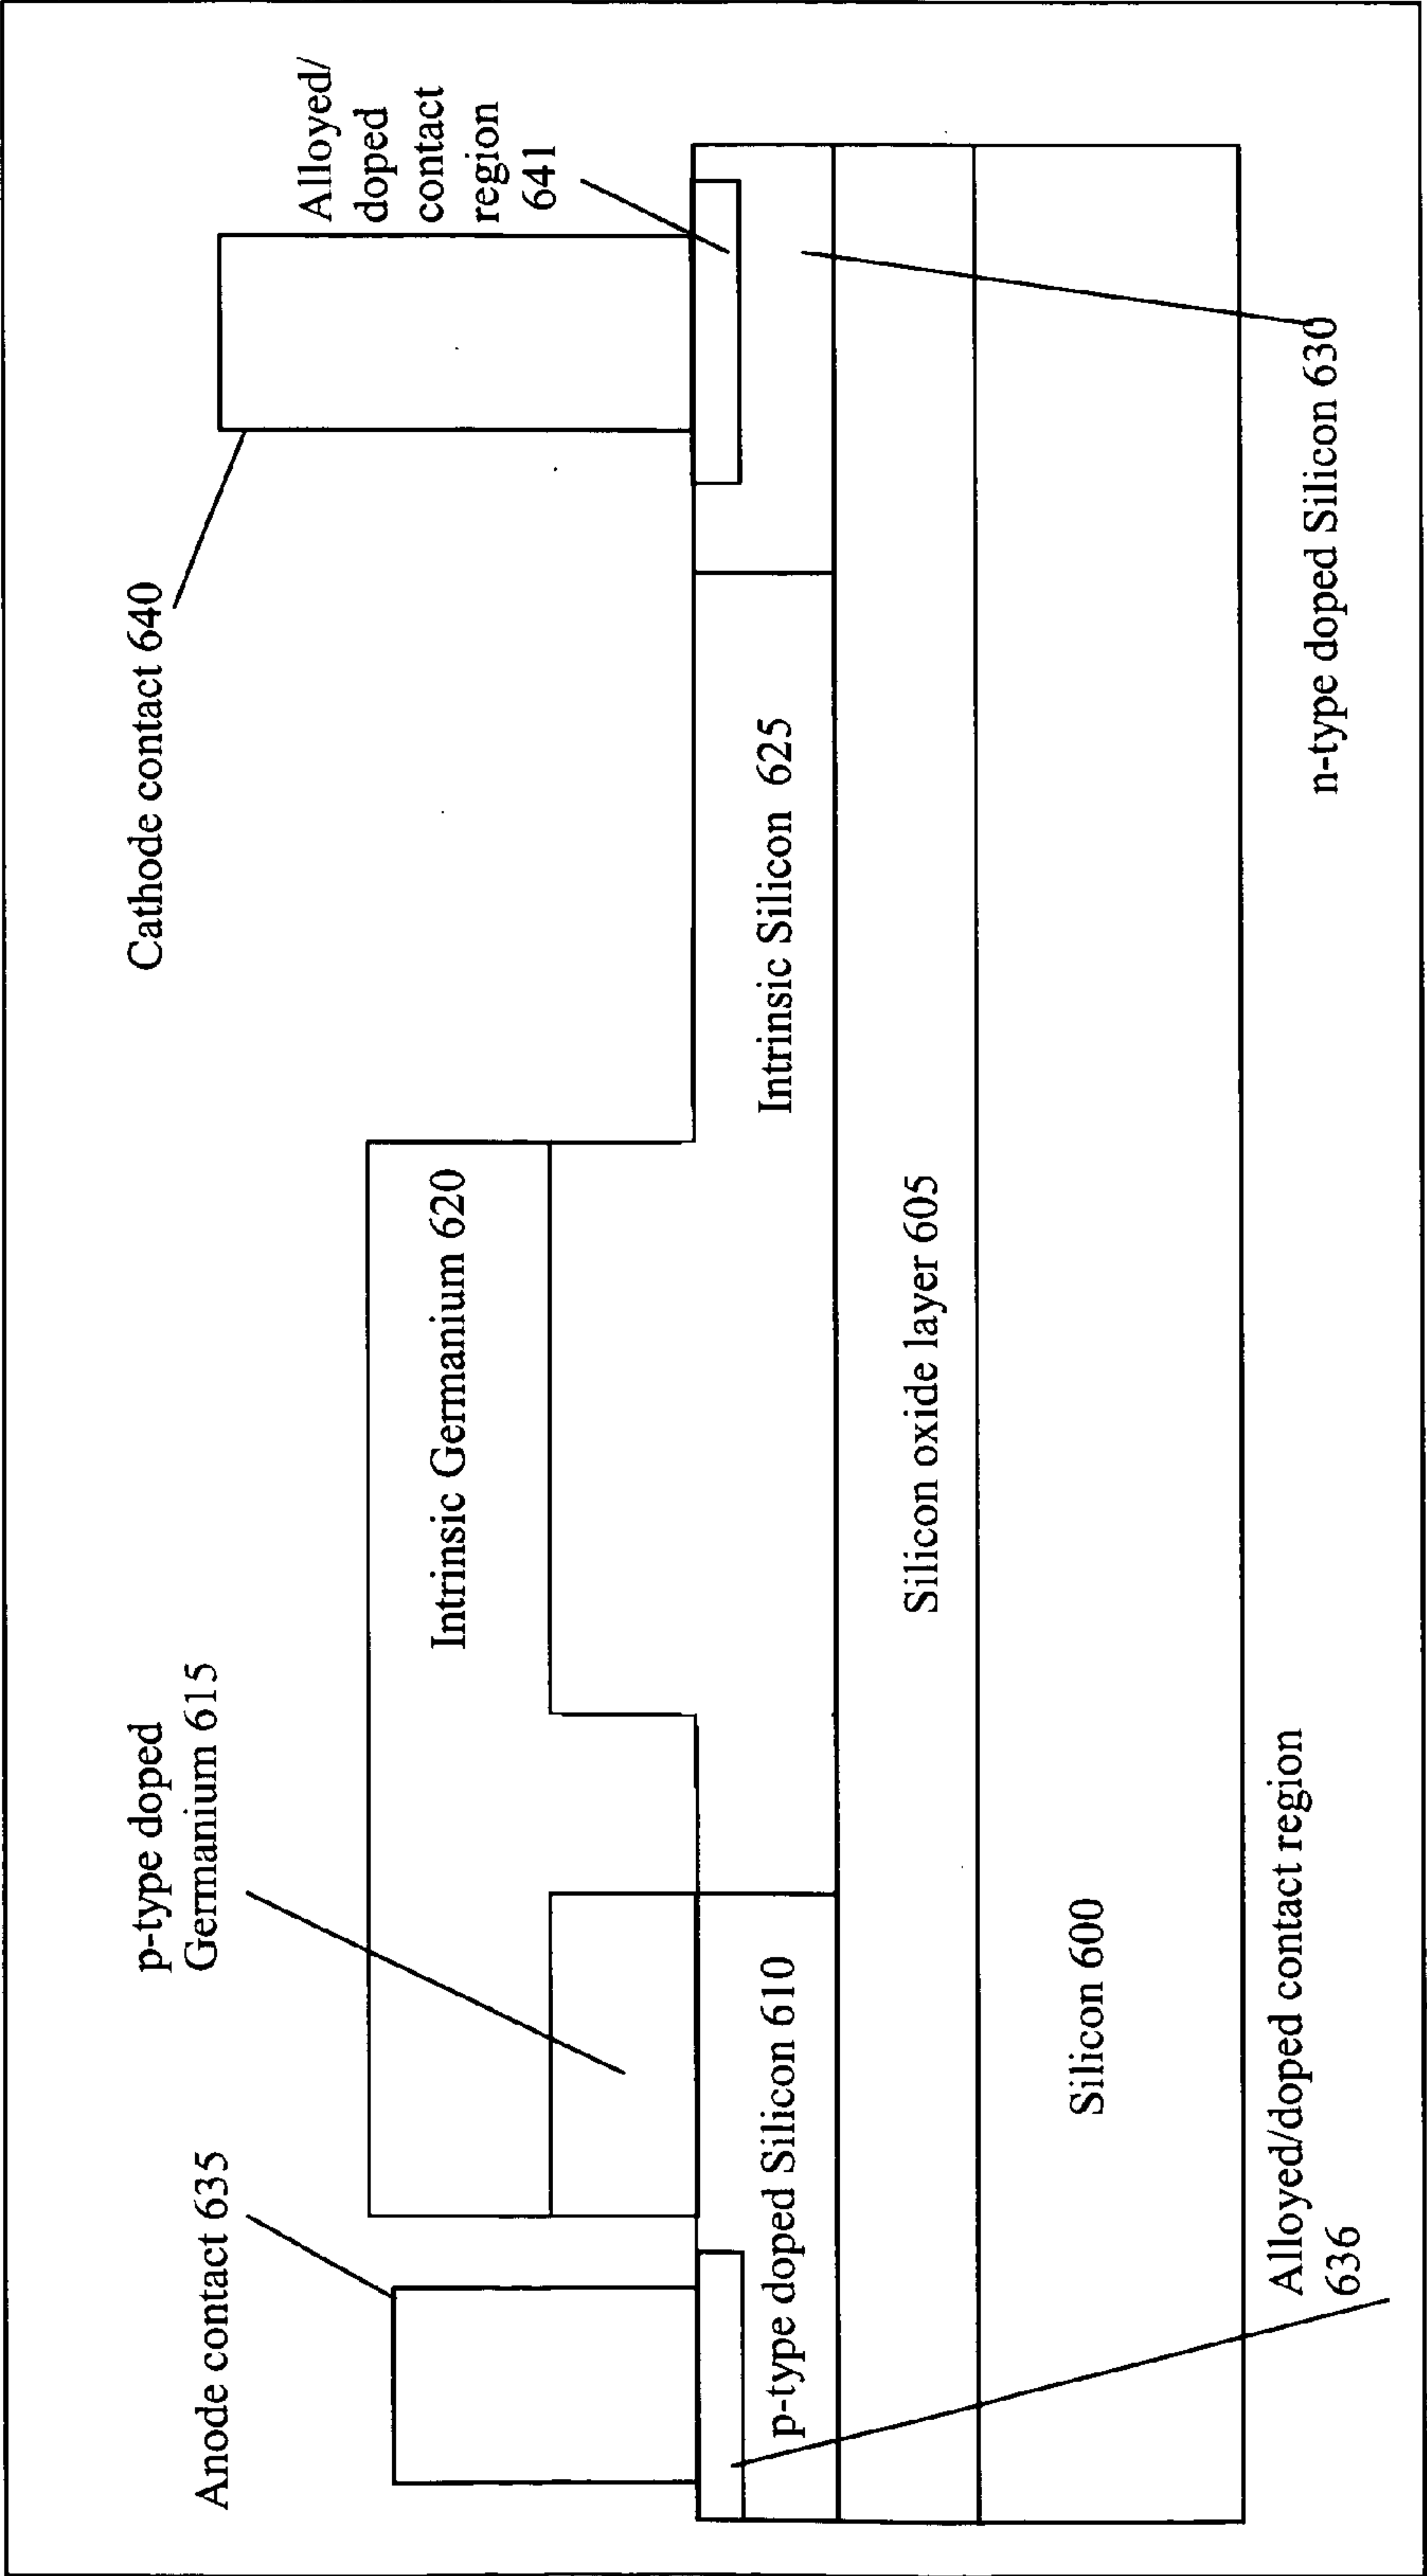 Anode contact 635
p-type doped
Germanium 615
Cathode contact 640
Alloyed/
doped
contact
region
641
Intrinsic Germanium 620
p-type doped Silicon 610
Intrinsic Silicon 625
Silicon oxide layer 605
Silicon 600
Alloyed/doped contact region
636
n-type doped Silicon 630